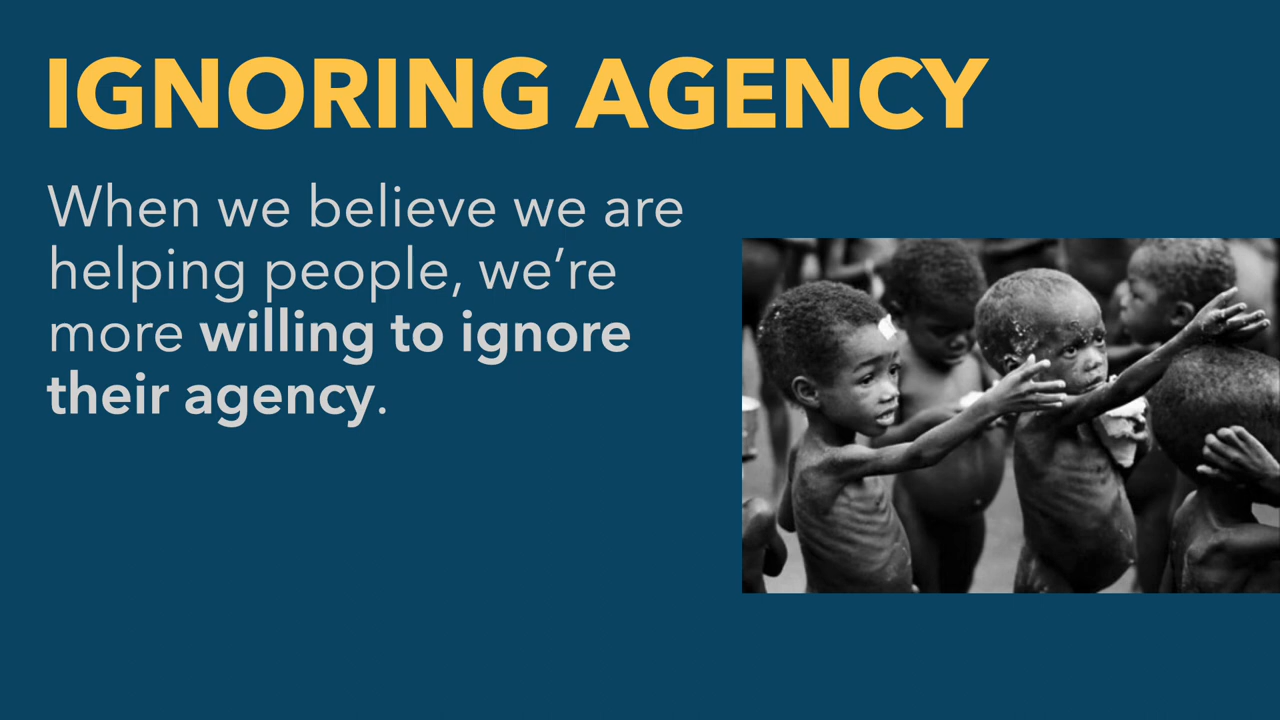 IGNORING AGENCY
When we believe we are
helping people, we’re
more willing to ignore
their agency.